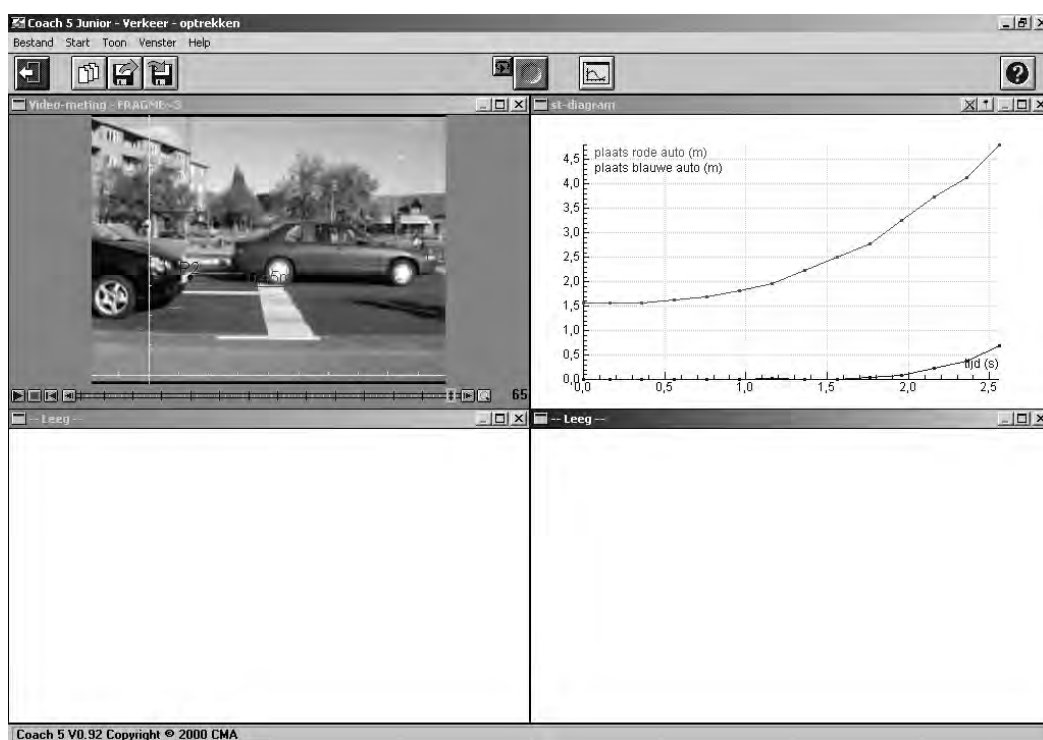 Coach 5 Junior - Verkeer - optrekken
Bestand Start Toon Venster Help
Video-meting - FRAGME~3
st-diagram
plaats rode auto (m)
plaats blauwe auto (m)
4,5
4,0
3,5
3,0
2,5
2,0
1,5
1,0
0,5
0,0
tijd (s)
0,0 0,5 1,0 1,5 2,0 2,5
65
-- Leeg --
-- Leeg --
Coach 5 V0.92 Copyright © 2000 CMA